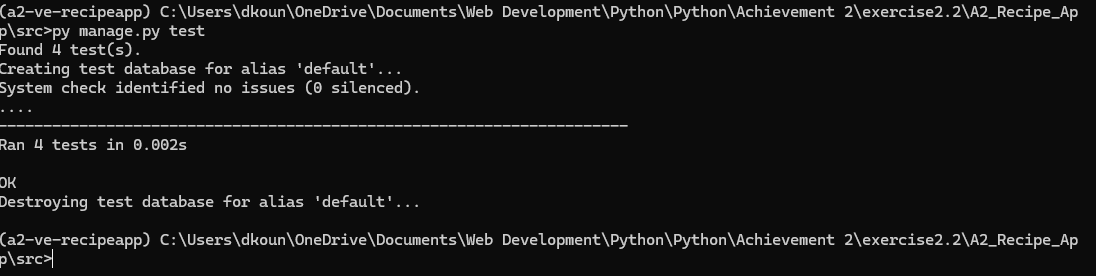 (a2-ve-recipeapp) C:\Users\dkoun\OneDrive\Documents\Web Development\Python\Python\Achievement 2\exercise2.2\A2_Recipe_Ap
p\src>py manage.py test
Found 4 test(s).
Creating test database for alias 'default'...
System check identified no issues (0 silenced).
....
----------------------------------------------------------------------
Ran 4 tests in 0.002s
OK
Destroying test database for alias 'default'...
(a2-ve-recipeapp) C:\Users\dkoun\OneDrive\Documents\Web Development\Python\Python\Achievement 2\exercise2.2\A2_Recipe_Ap
p\src>